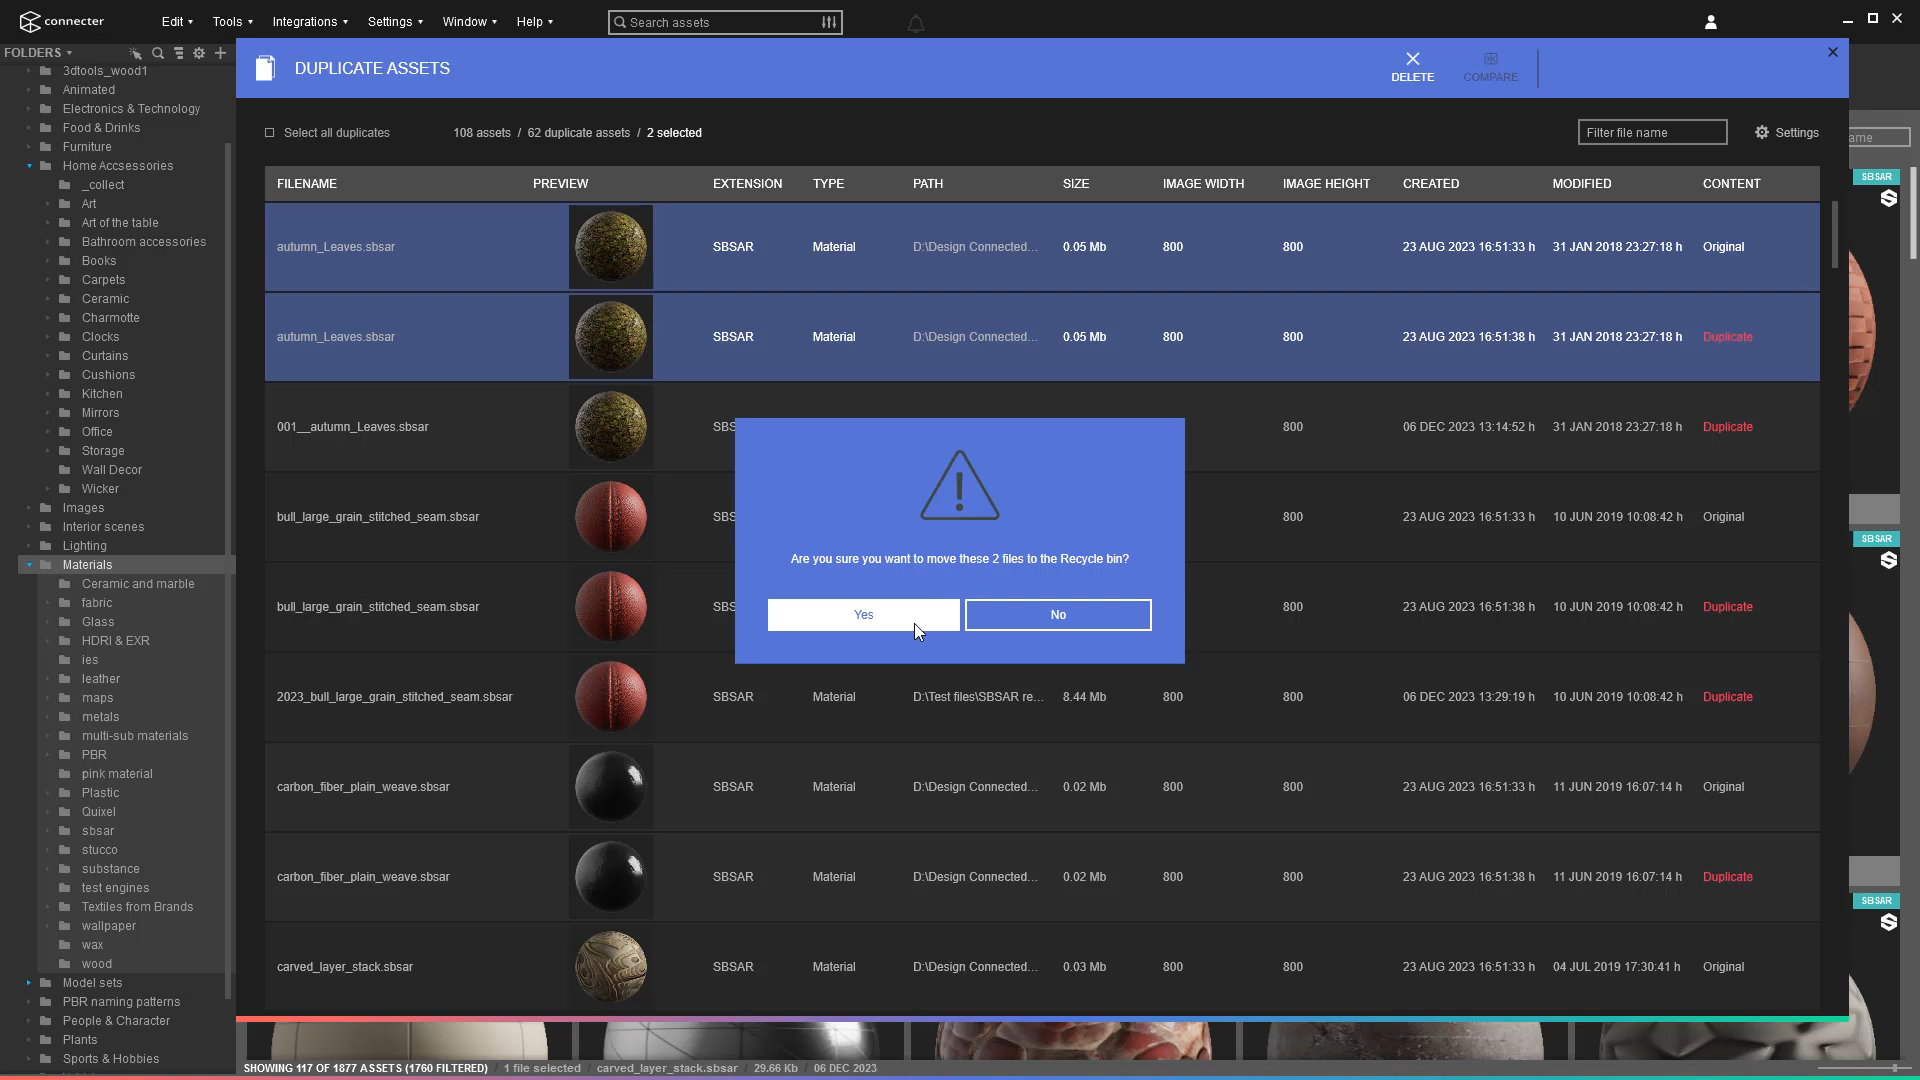 connecter
Edit
Tools
Integrations
Settings
Window
Help
Search assets
FOLDERS
3dtools_wood1
Animated
Electronics & Technology
Food & Drinks
Furniture
Home Accsessories
_collect
Art
Art of the table
Bathroom accessories
Books
Carpets
Ceramic
Charmotte
Clocks
Curtains
Cushions
Kitchen
Mirrors
Office
Storage
Wall Decor
Wicker
Images
Interior scenes
Lighting
Materials
Ceramic and marble
fabric
Glass
HDRI & EXR
ies
leather
maps
metals
multi-sub materials
PBR
pink material
Plastic
Quixel
sbsar
stucco
substance
test engines
Textiles from Brands
wallpaper
wax
wood
Model sets
PBR naming patterns
People & Character
Plants
Sports & Hobbies
DUPLICATE ASSETS
DELETE
COMPARE
Select all duplicates
108 assets / 62 duplicate assets / 2 selected
Filter file name
Settings
FILENAME PREVIEW EXTENSION TYPE PATH SIZE IMAGE WIDTH IMAGE HEIGHT CREATED MODIFIED CONTENT
autumn_Leaves.sbsar SBSAR Material D:\Design Connected... 0.05 Mb 800 800 23 AUG 2023 16:51:33 h 31 JAN 2018 23:27:18 h Original
autumn_Leaves.sbsar SBSAR Material D:\Design Connected... 0.05 Mb 800 800 23 AUG 2023 16:51:38 h 31 JAN 2018 23:27:18 h Duplicate
001__autumn_Leaves.sbsar SBS 800 06 DEC 2023 13:14:52 h 31 JAN 2018 23:27:18 h Duplicate
bull_large_grain_stitched_seam.sbsar SBS 800 23 AUG 2023 16:51:33 h 10 JUN 2019 10:08:42 h Original
bull_large_grain_stitched_seam.sbsar SBS 800 23 AUG 2023 16:51:38 h 10 JUN 2019 10:08:42 h Duplicate
2023_bull_large_grain_stitched_seam.sbsar SBSAR Material D:\Test files\SBSAR re... 8.44 Mb 800 800 06 DEC 2023 13:29:19 h 10 JUN 2019 10:08:42 h Duplicate
carbon_fiber_plain_weave.sbsar SBSAR Material D:\Design Connected... 0.02 Mb 800 800 23 AUG 2023 16:51:33 h 11 JUN 2019 16:07:14 h Original
carbon_fiber_plain_weave.sbsar SBSAR Material D:\Design Connected... 0.02 Mb 800 800 23 AUG 2023 16:51:38 h 11 JUN 2019 16:07:14 h Duplicate
carved_layer_stack.sbsar SBSAR Material D:\Design Connected... 0.03 Mb 800 800 23 AUG 2023 16:51:33 h 04 JUL 2019 17:30:41 h Original
Are you sure you want to move these 2 files to the Recycle bin?
Yes
No
ame
SBSAR
SBSAR
SBSAR
SHOWING 117 OF 1877 ASSETS (1760 FILTERED) / 1 file selected / carved_layer_stack.sbsar / 29.66 Kb / 06 DEC 2023